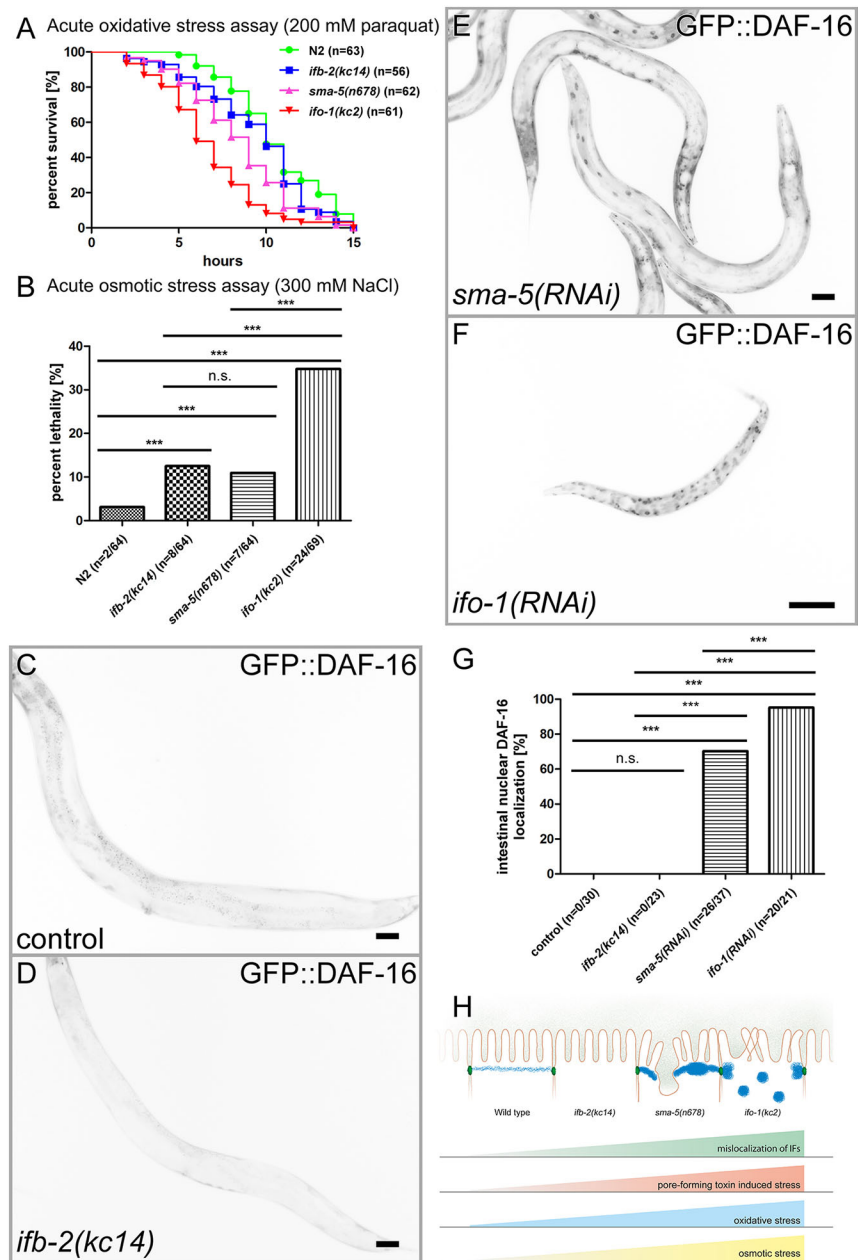 A Acute oxidative stress assay (200 mM paraquat)
percent survival [%]
100
80
60
40
20
0
0 5 10 15
hours
N2 (n=63)
ifb-2(kc14) (n=56)
sma-5(n678) (n=62)
ifo-1(kc2) (n=61)
B Acute osmotic stress assay (300 mM NaCl)
percent lethality [%]
40
30
20
10
0
***
***
***
n.s.
***
***
N2 (n=2/64)
ifb-2(kc14) (n=8/64)
sma-5(n678) (n=7/64)
ifo-1(kc2) (n=24/69)
C GFP::DAF-16
control
D GFP::DAF-16
ifb-2(kc14)
E GFP::DAF-16
sma-5(RNAi)
F GFP::DAF-16
ifo-1(RNAi)
G
intestinal nuclear DAF-16
localization [%]
100
80
60
40
20
0
***
***
***
***
***
n.s.
control (n=0/30)
ifb-2(kc14) (n=0/23)
sma-5(RNAi) (n=26/37)
ifo-1(RNAi) (n=20/21)
H
Wild type ifb-2(kc14) sma-5(n678) ifo-1(kc2)
mislocalization of IFs
pore-forming toxin induced stress
oxidative stress
osmotic stress